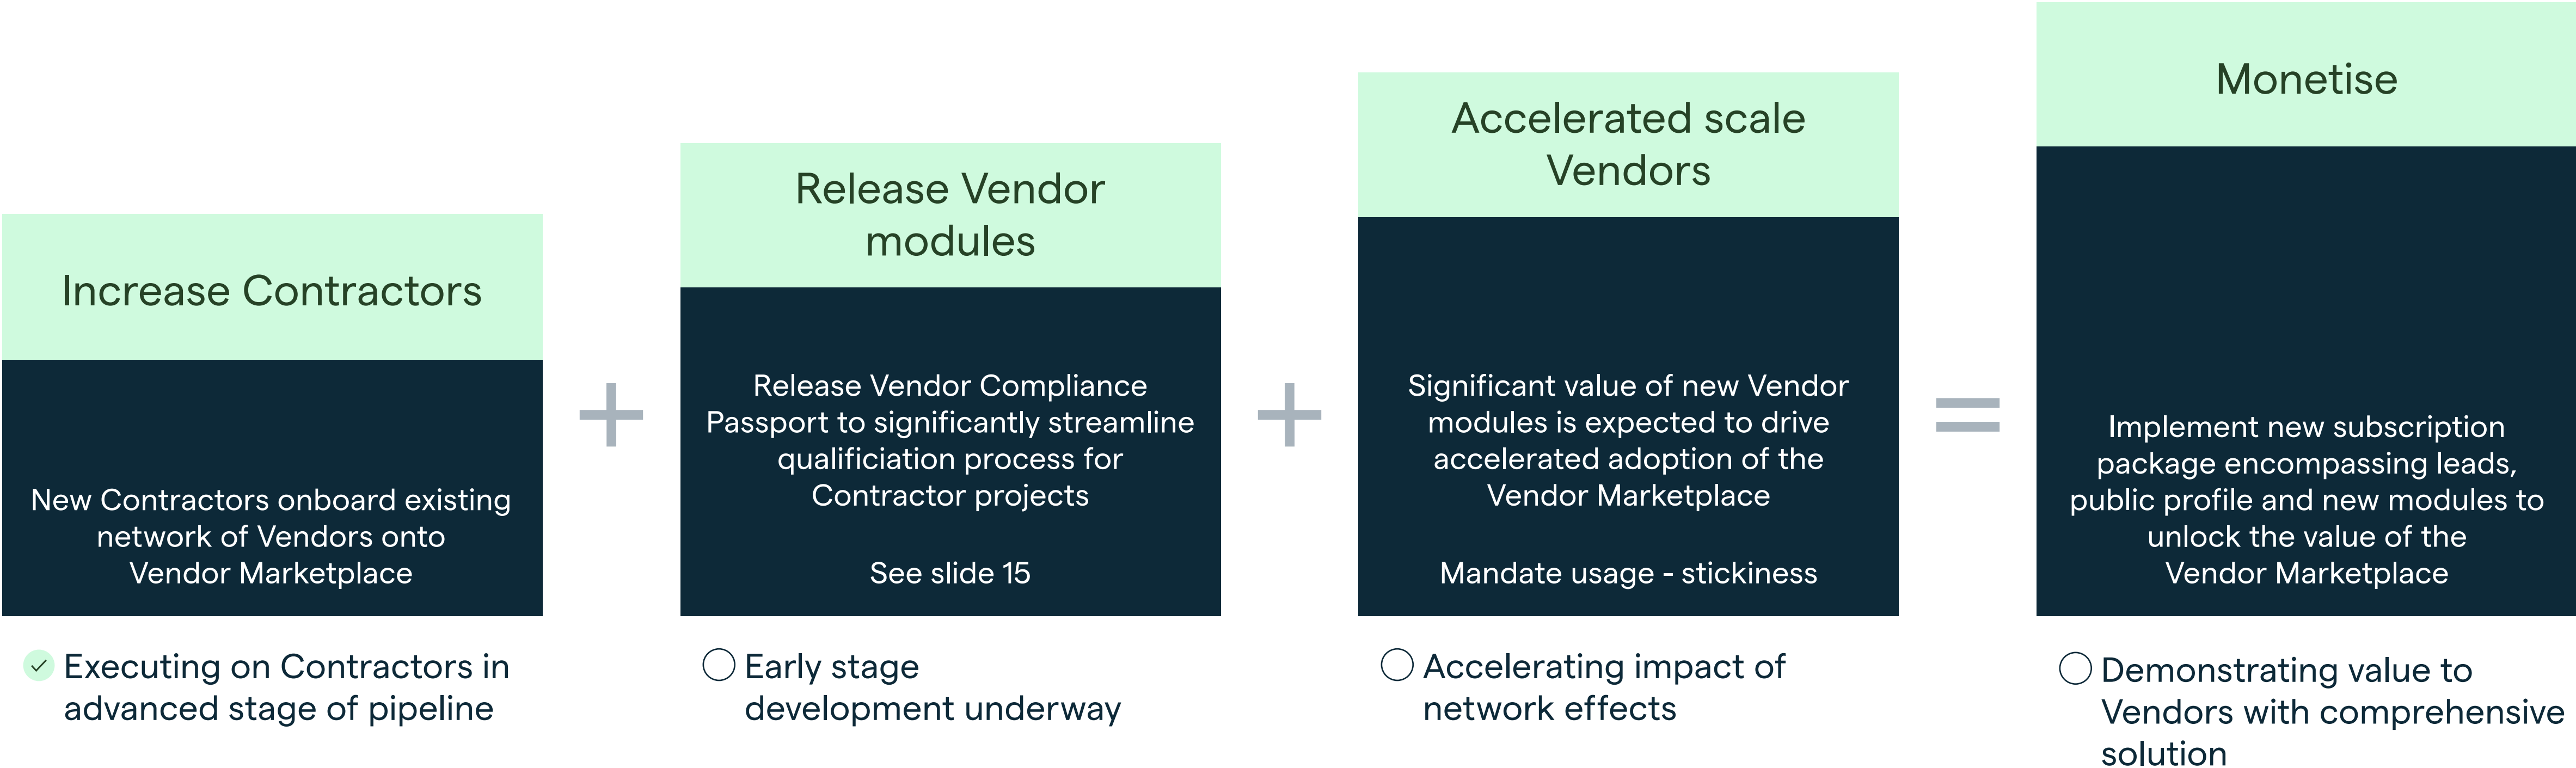 Increase Contractors
New Contractors onboard existing
network of Vendors onto
Vendor Marketplace
Executing on Contractors in
advanced stage of pipeline
+
Release Vendor
modules
Release Vendor Compliance
Passport to significantly streamline
qualificiation process for
Contractor projects
See slide 15
Early stage
development underway
+
Accelerated scale
Vendors
Significant value of new Vendor
modules is expected to drive
accelerated adoption of the
Vendor Marketplace
Mandate usage - stickiness
Accelerating impact of
network effects
=
Monetise
Implement new subscription
package encompassing leads,
public profile and new modules to
unlock the value of the
Vendor Marketplace
Demonstrating value to
Vendors with comprehensive
solution